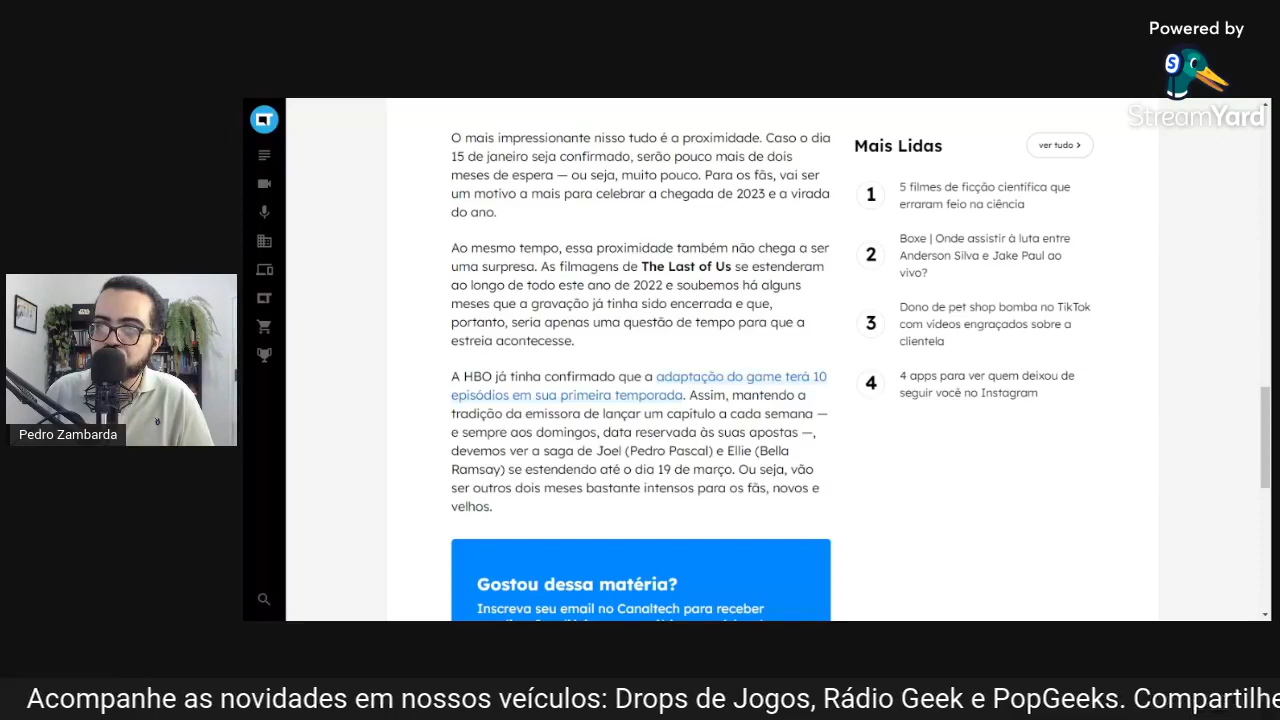 Powered by
StreamYard
O mais impressionante nisso tudo é a proximidade. Caso o dia
15 de janeiro seja confirmado, serão pouco mais de dois
meses de espera — ou seja, muito pouco. Para os fãs, vai ser
um motivo a mais para celebrar a chegada de 2023 e a virada
do ano.
Ao mesmo tempo, essa proximidade também não chega a ser
uma surpresa. As filmagens de The Last of Us se estenderam
ao longo de todo este ano de 2022 e soubemos há alguns
meses que a gravação já tinha sido encerrada e que,
portanto, seria apenas uma questão de tempo para que a
estreia acontecesse.
A HBO já tinha confirmado que a adaptação do game terá 10
episódios em sua primeira temporada. Assim, mantendo a
tradição da emissora de lançar um capítulo a cada semana —
e sempre aos domingos, data reservada às suas apostas —,
devemos ver a saga de Joel (Pedro Pascal) e Ellie (Bella
Ramsay) se estendendo até o dia 19 de março. Ou seja, vão
ser outros dois meses bastante intensos para os fãs, novos e
velhos.
Gostou dessa matéria?
Inscreva seu email no Canaltech para receber
Mais Lidas
ver tudo >
1
5 filmes de ficção científica que
erraram feio na ciência
2
Boxe | Onde assistir à luta entre
Anderson Silva e Jake Paul ao
vivo?
3
Dono de pet shop bomba no TikTok
com vídeos engraçados sobre a
clientela
4
4 apps para ver quem deixou de
seguir você no Instagram
Pedro Zambarda
Acompanhe as novidades em nossos veículos: Drops de Jogos, Rádio Geek e PopGeeks. Compartilhe